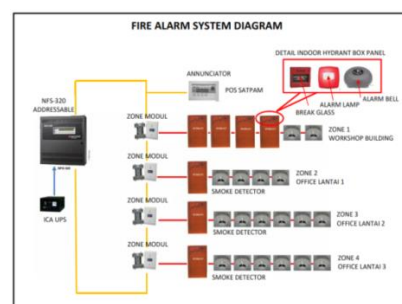 FIRE ALARM SYSTEM DIAGRAM
DETAIL INDOOR HYDRANT BOX PANEL
NFS-320
ADDRESSABLE
ANNUNCIATOR
POS SATPAM
ALARM LAMP
BREAK GLASS
ALARM BELL
ZONE MODUL
ZONE 1
WORKSHOP BUILDING
ZONE MODUL
ZONE 2
OFFICE LANTAI 1
SMOKE DETECTOR
ICA UPS
ZONE MODUL
ZONE 3
OFFICE LANTAI 2
SMOKE DETECTOR
ZONE MODUL
ZONE 4
OFFICE LANTAI 3
SMOKE DETECTOR